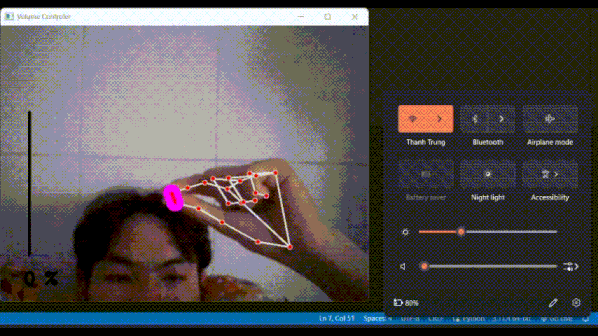 Volume Controler
Thanh Trung
Bluetooth
Airplane mode
Battery saver
Night light
Accessibility
0 %
80%
Ln 7, Col 51
Spaces: 4
UTF-8
CRLF
Python